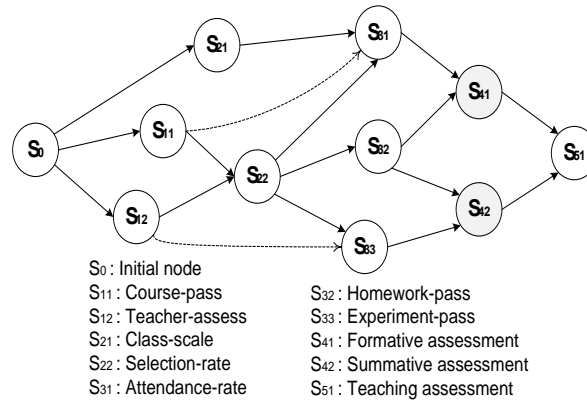 S31
S21
S41
S11
S0
S32
S51
S22
S12
S42
S33
S0 : Initial node
S11 : Course-pass
S12 : Teacher-assess
S21 : Class-scale
S22 : Selection-rate
S31 : Attendance-rate
S32 : Homework-pass
S33 : Experiment-pass
S41 : Formative assessment
S42 : Summative assessment
S51 : Teaching assessment